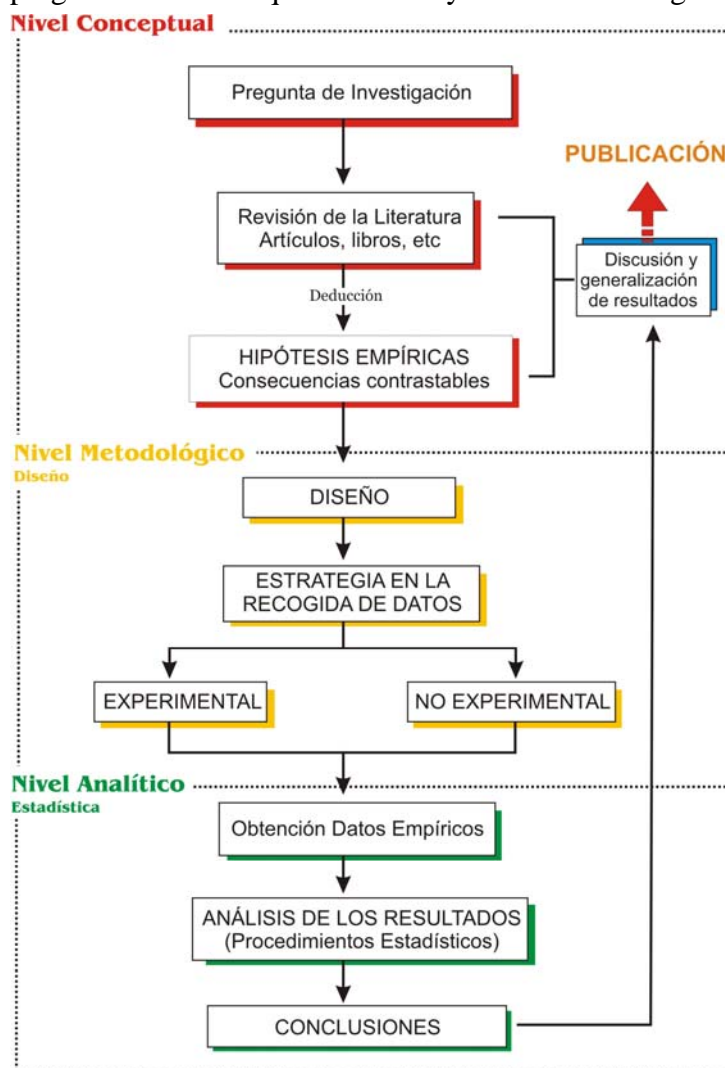 Nivel Conceptual
Pregunta de Investigación
PUBLICACIÓN
Revisión de la Literatura
Artículos, libros, etc
Discusión y
generalización
de resultados
Deducción
HIPÓTESIS EMPÍRICAS
Consecuencias contrastables
Nivel Metodológico
Diseño
DISEÑO
ESTRATEGIA EN LA
RECOGIDA DE DATOS
EXPERIMENTAL
NO EXPERIMENTAL
Nivel Analítico
Estadística
Obtención Datos Empíricos
ANÁLISIS DE LOS RESULTADOS
(Procedimientos Estadísticos)
CONCLUSIONES